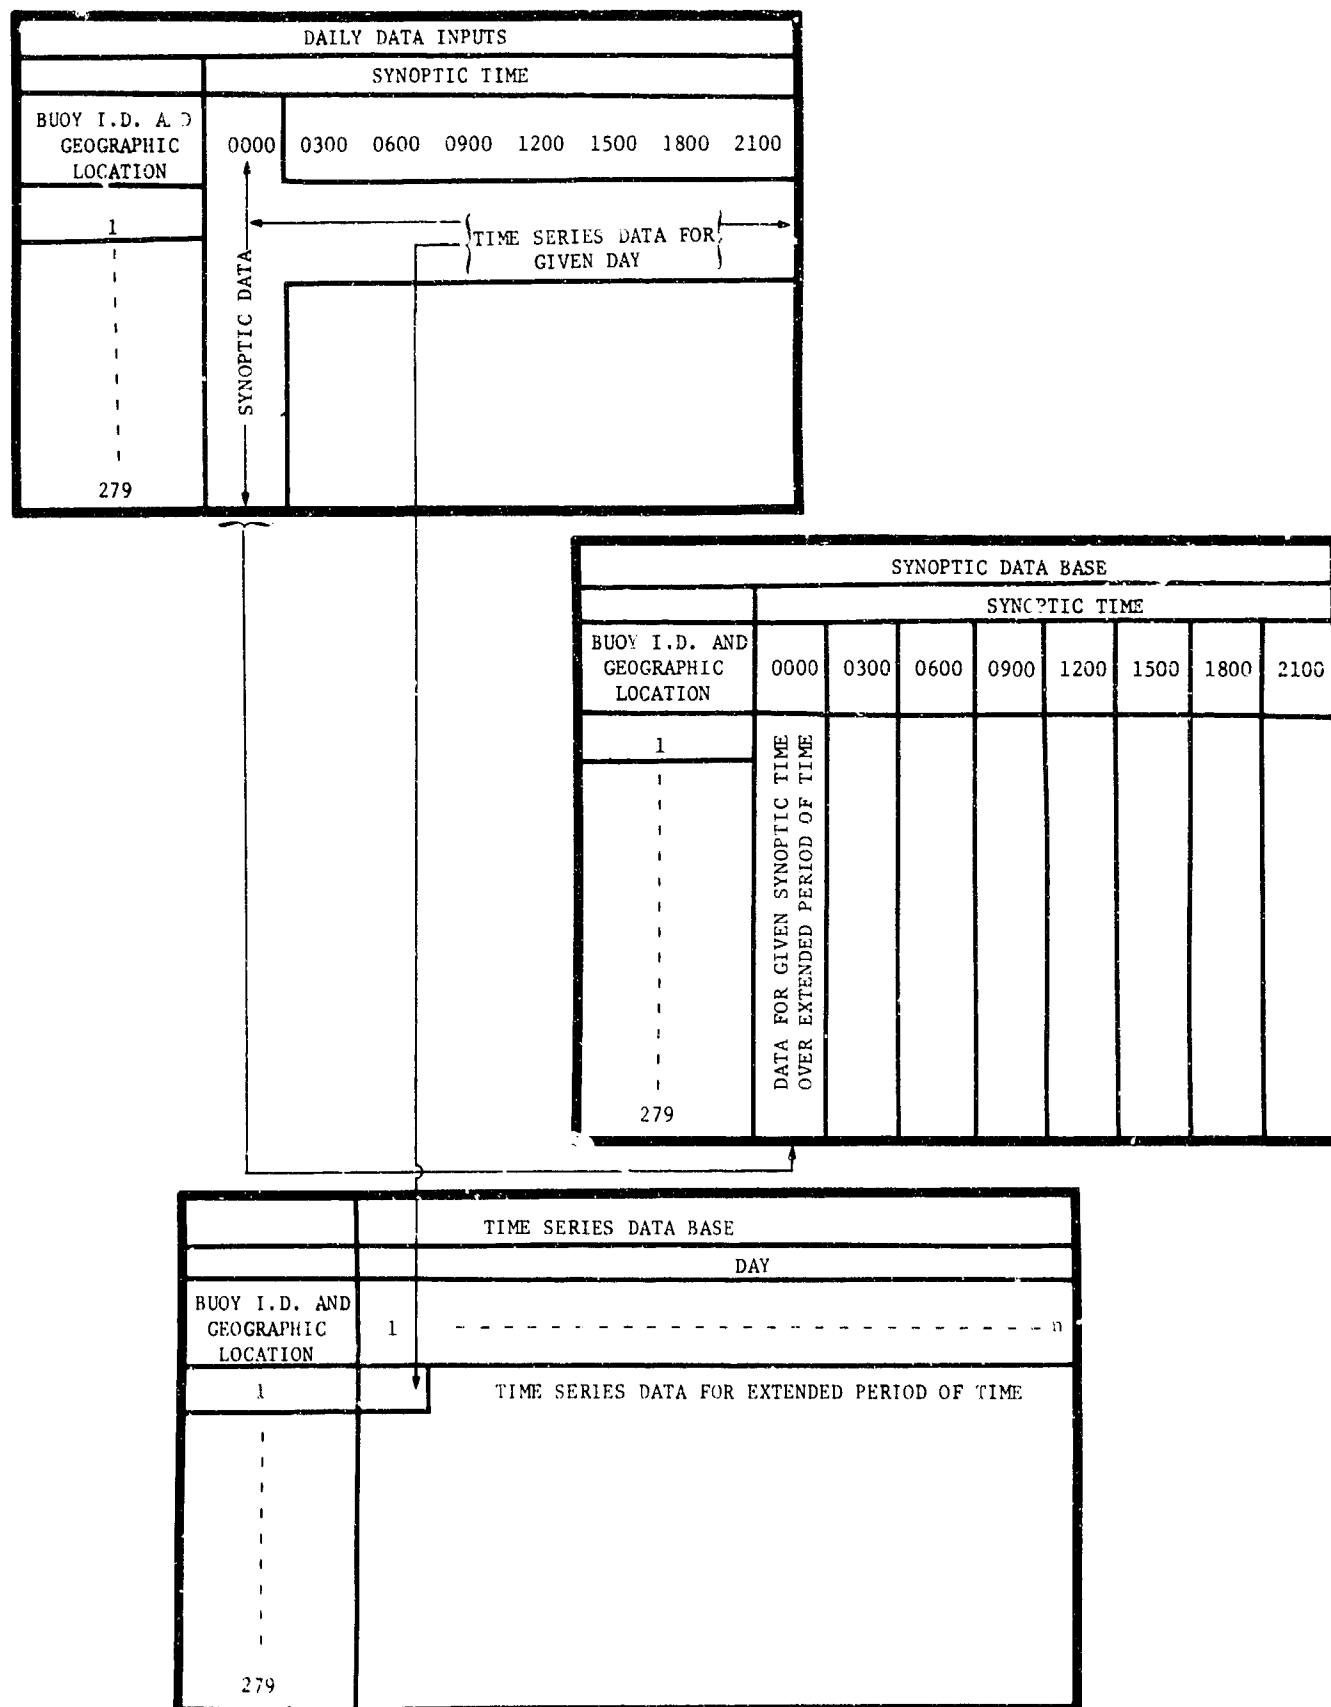 DAILY DATA INPUTS
SYNOPTIC TIME
BUOY I.D. A D
GEOGRAPHIC
LOCATION
0000 0300 0600 0900 1200 1500 1800 2100
1
TIME SERIES DATA FOR
GIVEN DAY
SYNOPTIC DATA
279
SYNOPTIC DATA BASE
SYNOPTIC TIME
BUOY I.D. AND
GEOGRAPHIC
LOCATION
0000 0300 0600 0900 1200 1500 1800 2100
1
DATA FOR GIVEN SYNOPTIC TIME
OVER EXTENDED PERIOD OF TIME
279
TIME SERIES DATA BASE
DAY
BUOY I.D. AND
GEOGRAPHIC
LOCATION
1 - - - - - - - - - - - - - - - - - - - - - - - - - n
1
TIME SERIES DATA FOR EXTENDED PERIOD OF TIME
279